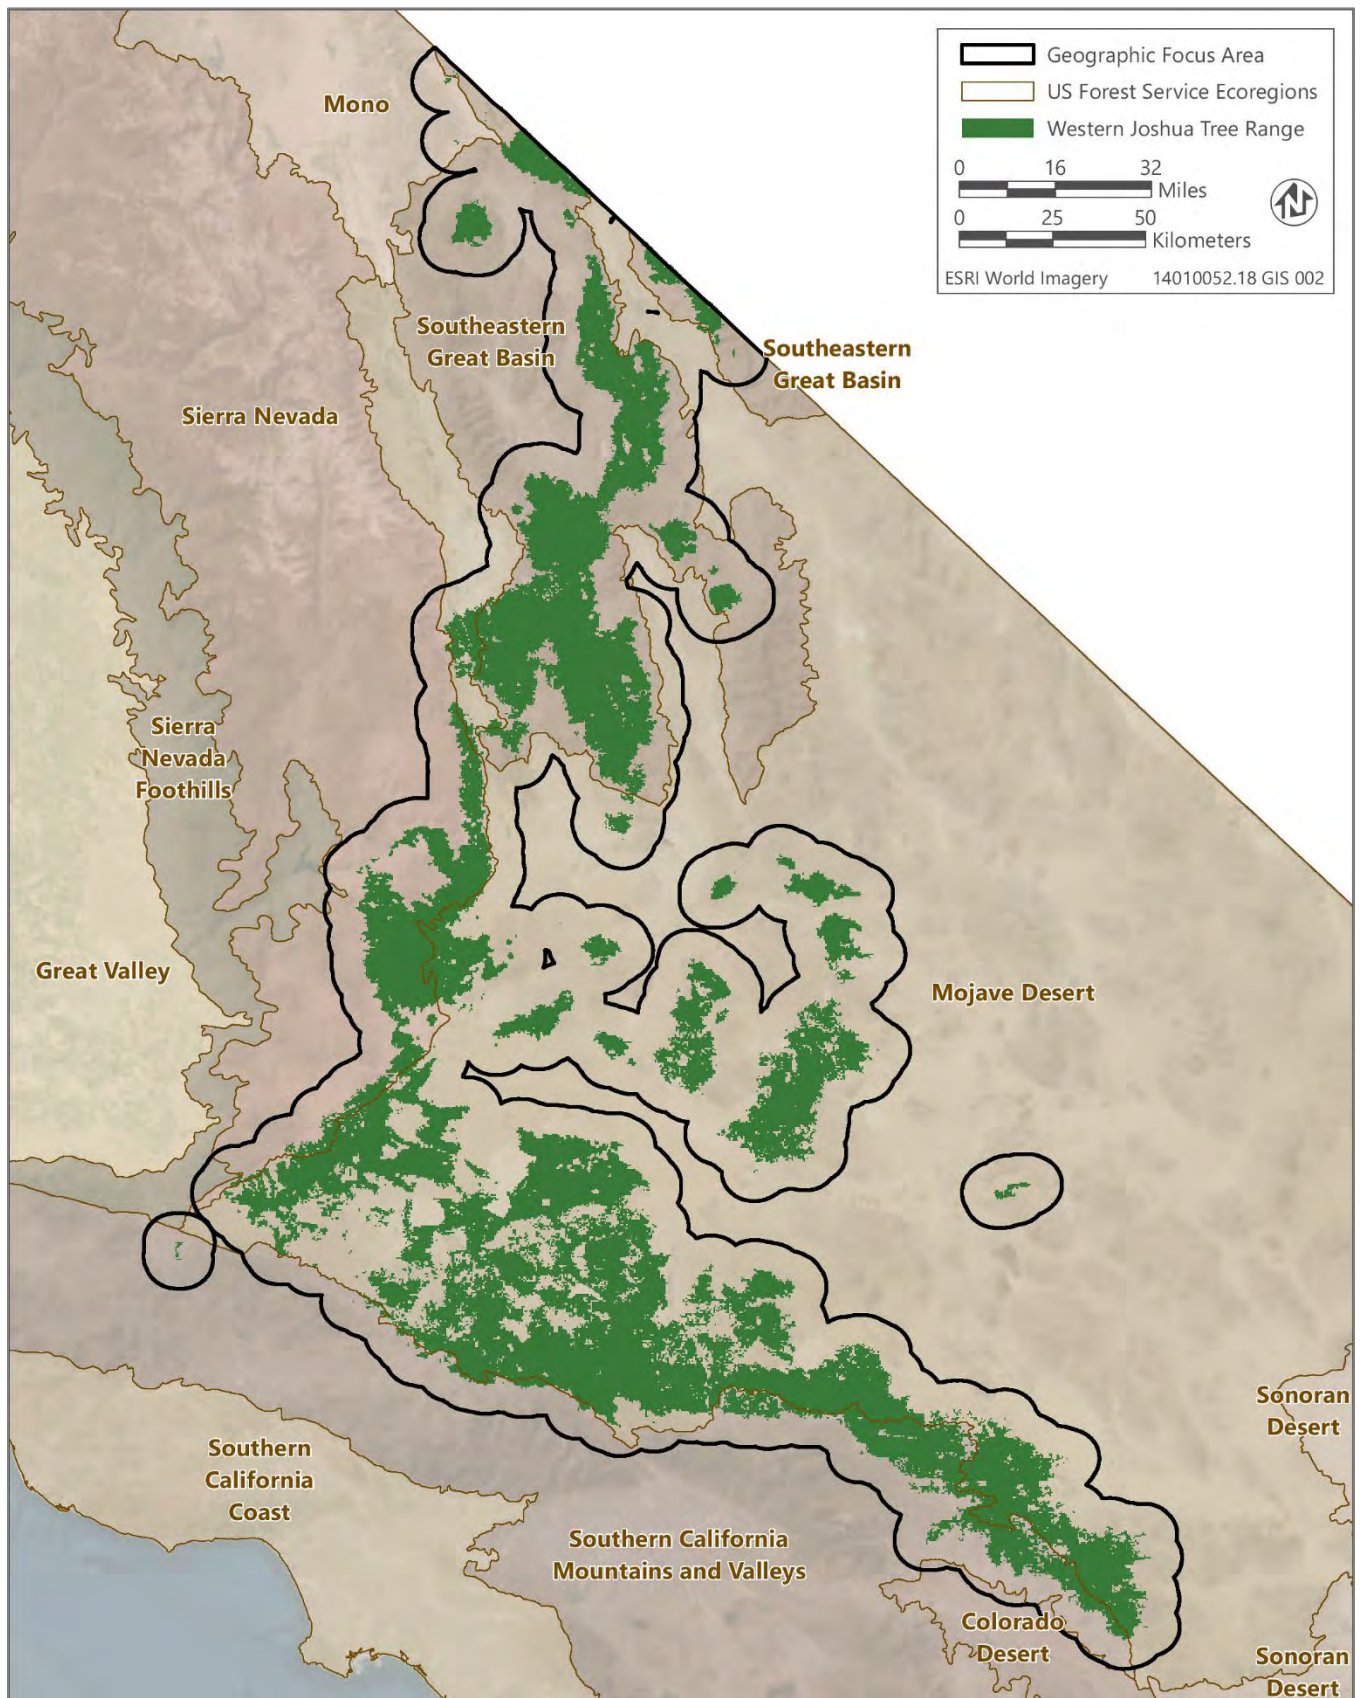 Geographic Focus Area
US Forest Service Ecoregions
Western Joshua Tree Range
0 16 32
Miles
0 25 50
Kilometers
N
ESRI World Imagery 14010052.18 GIS 002
Mono
Southeastern
Great Basin
Southeastern
Great Basin
Sierra Nevada
Sierra
Nevada
Foothills
Great Valley
Mojave Desert
Sonoran
Desert
Southern
California
Coast
Southern California
Mountains and Valleys
Colorado
Desert
Sonoran
Desert